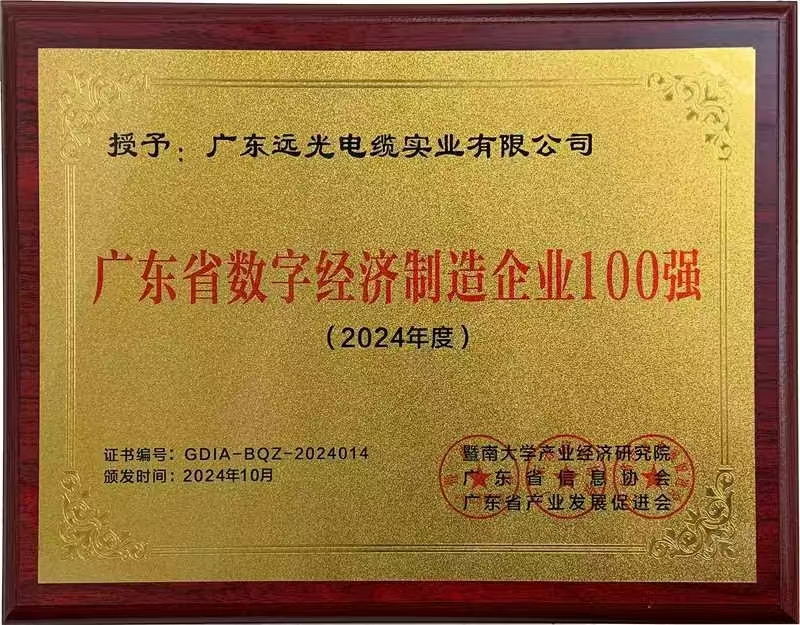 授予：广东远光电缆实业有限公司
广东省数字经济制造企业100强
（2024年度）
证书编号：GDIA-BQZ-2024014
颁发时间：2024年10月
暨南大学产业经济研究院
广东省信息协会
广东省产业发展促进会